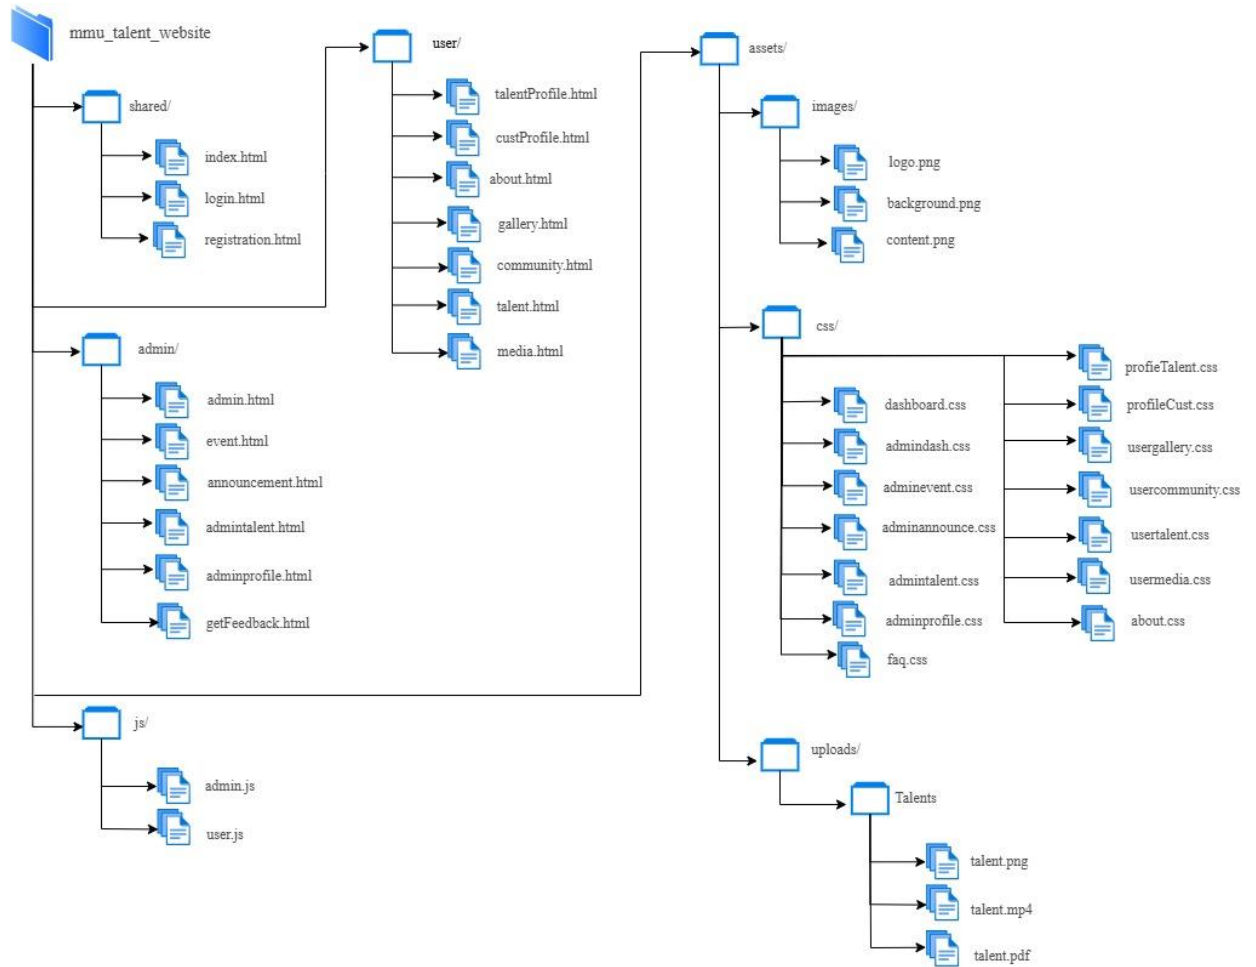 mmu_talent_website
shared/
index.html
login.html
registration.html
admin/
admin.html
event.html
announcement.html
admintalent.html
adminprofile.html
getFeedback.html
js/
admin.js
user.js
user/
talentProfile.html
custProfile.html
about.html
gallery.html
community.html
talent.html
media.html
assets/
images/
logo.png
background.png
content.png
css/
dashboard.css
admindash.css
adminevent.css
adminannounce.css
admintalent.css
adminprofile.css
faq.css
profieTalent.css
profileCust.css
usergallery.css
usercommunity.css
usertalent.css
usermedia.css
about.css
uploads/
Talents
talent.png
talent.mp4
talent.pdf